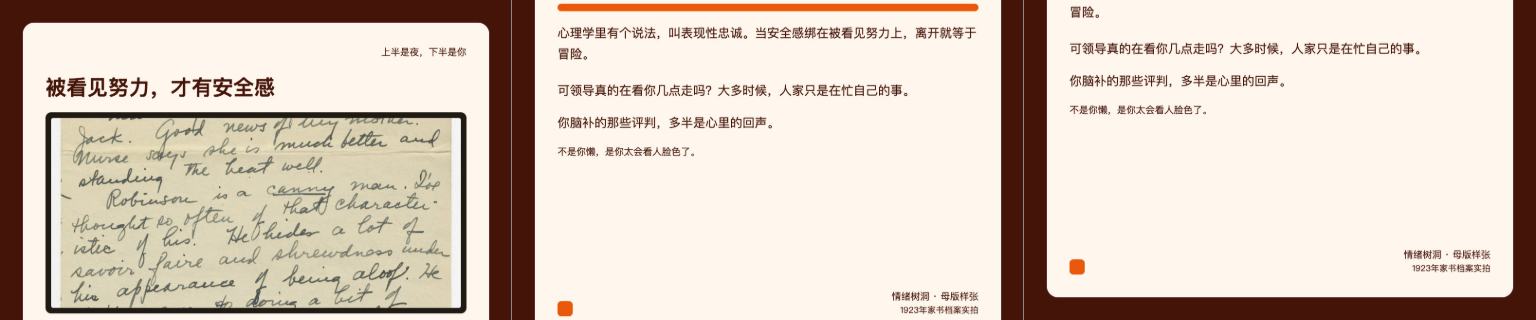 上半是夜，下半是你
被看见努力，才有安全感
Jack. Good news of my mother.
Nurse says she is much better and
standing the heat well.
Robinson is a canny man. I've
thought so often of that character-
istic of his. He hides a lot of
savoir faire and shrewdness under
his appearance of being aloof. He
to doing a bit of
心理学里有个说法，叫表现性忠诚。当安全感绑在被看见努力上，离开就等于
冒险。
可领导真的在看你几点走吗？大多时候，人家只是在忙自己的事。
你脑补的那些评判，多半是心里的回声。
不是你懒，是你太会看人脸色了。
情绪树洞 · 母版样张
1923年家书档案实拍
冒险。
可领导真的在看你几点走吗？大多时候，人家只是在忙自己的事。
你脑补的那些评判，多半是心里的回声。
不是你懒，是你太会看人脸色了。
情绪树洞 · 母版样张
1923年家书档案实拍